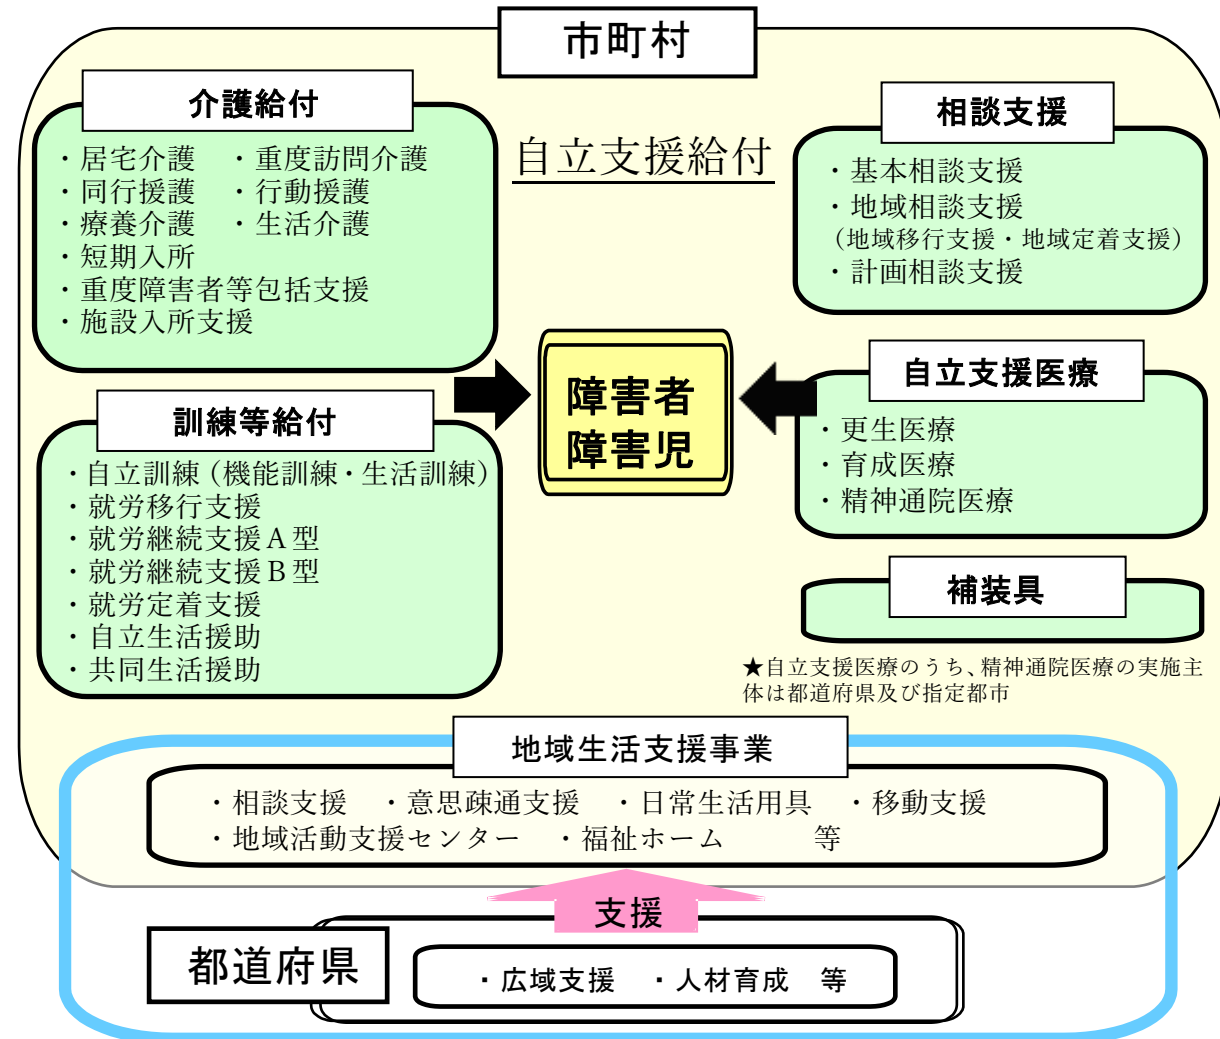 市町村
自立支援給付
介護給付
・居宅介護　・重度訪問介護
・同行援護　・行動援護
・療養介護　・生活介護
・短期入所
・重度障害者等包括支援
・施設入所支援
訓練等給付
・自立訓練（機能訓練・生活訓練）
・就労移行支援
・就労継続支援Ａ型
・就労継続支援Ｂ型
・就労定着支援
・自立生活援助
・共同生活援助
障害者
障害児
相談支援
・基本相談支援
・地域相談支援
（地域移行支援・地域定着支援）
・計画相談支援
自立支援医療
・更生医療
・育成医療
・精神通院医療
補装具
★自立支援医療のうち、精神通院医療の実施主
体は都道府県及び指定都市
地域生活支援事業
・相談支援　・意思疎通支援　・日常生活用具　・移動支援
・地域活動支援センター　・福祉ホーム　　　等
支援
都道府県
・広域支援　・人材育成　等